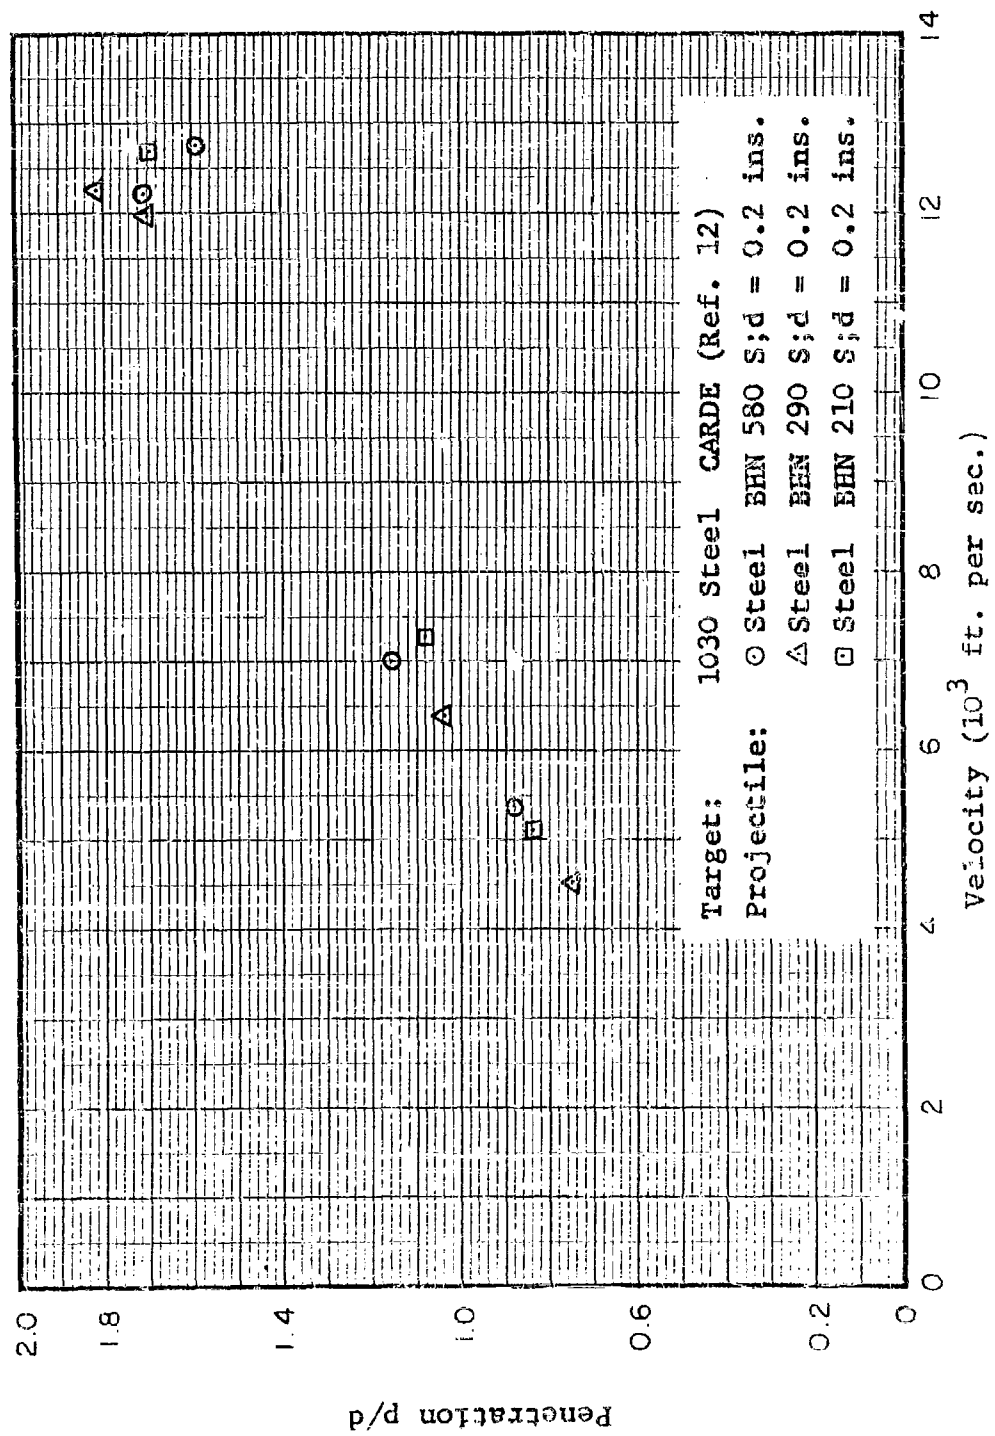 Penetration p/d
2.0
1.8
1.4
1.0
0.6
0.2
0
Target: 1030 Steel CARDE (Ref. 12)
Projectile: ⊙ Steel BHN 580 S;d = 0.2 ins.
△ Steel BHN 290 S;d = 0.2 ins.
⊡ Steel BHN 210 S;d = 0.2 ins.
0 2 4 6 8 10 12 14
Velocity (10³ ft. per sec.)